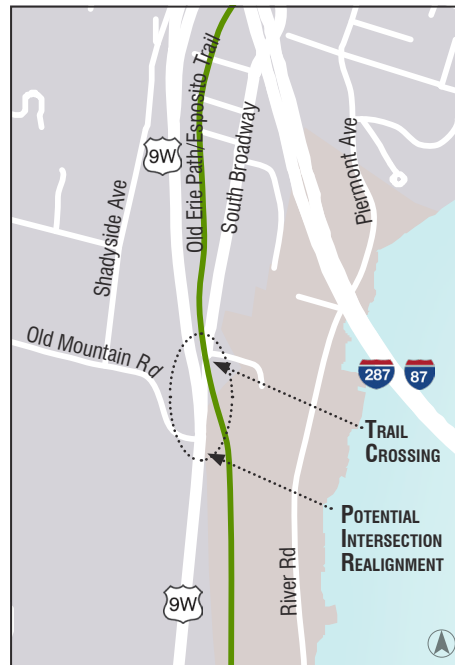 9W
Old Erie Path/Esposito Trail
South Broadway
Piermont Ave
Shadyside Ave
Old Mountain Rd
287
87
TRAIL
CROSSING
POTENTIAL
INTERSECTION
REALIGNMENT
River Rd
9W